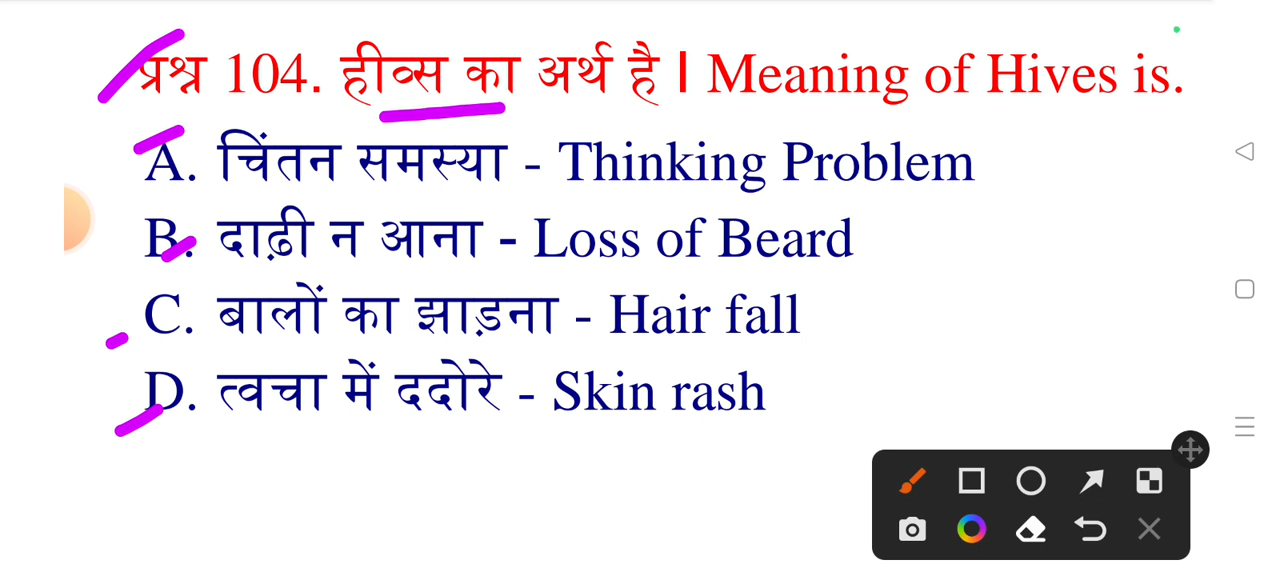 प्रश्न 104. हीव्स का अर्थ है। Meaning of Hives is.
A. चिंतन समस्या - Thinking Problem
B. दाढ़ी न आना - Loss of Beard
C. बालों का झाड़ना - Hair fall
D. त्वचा में ददोरे - Skin rash